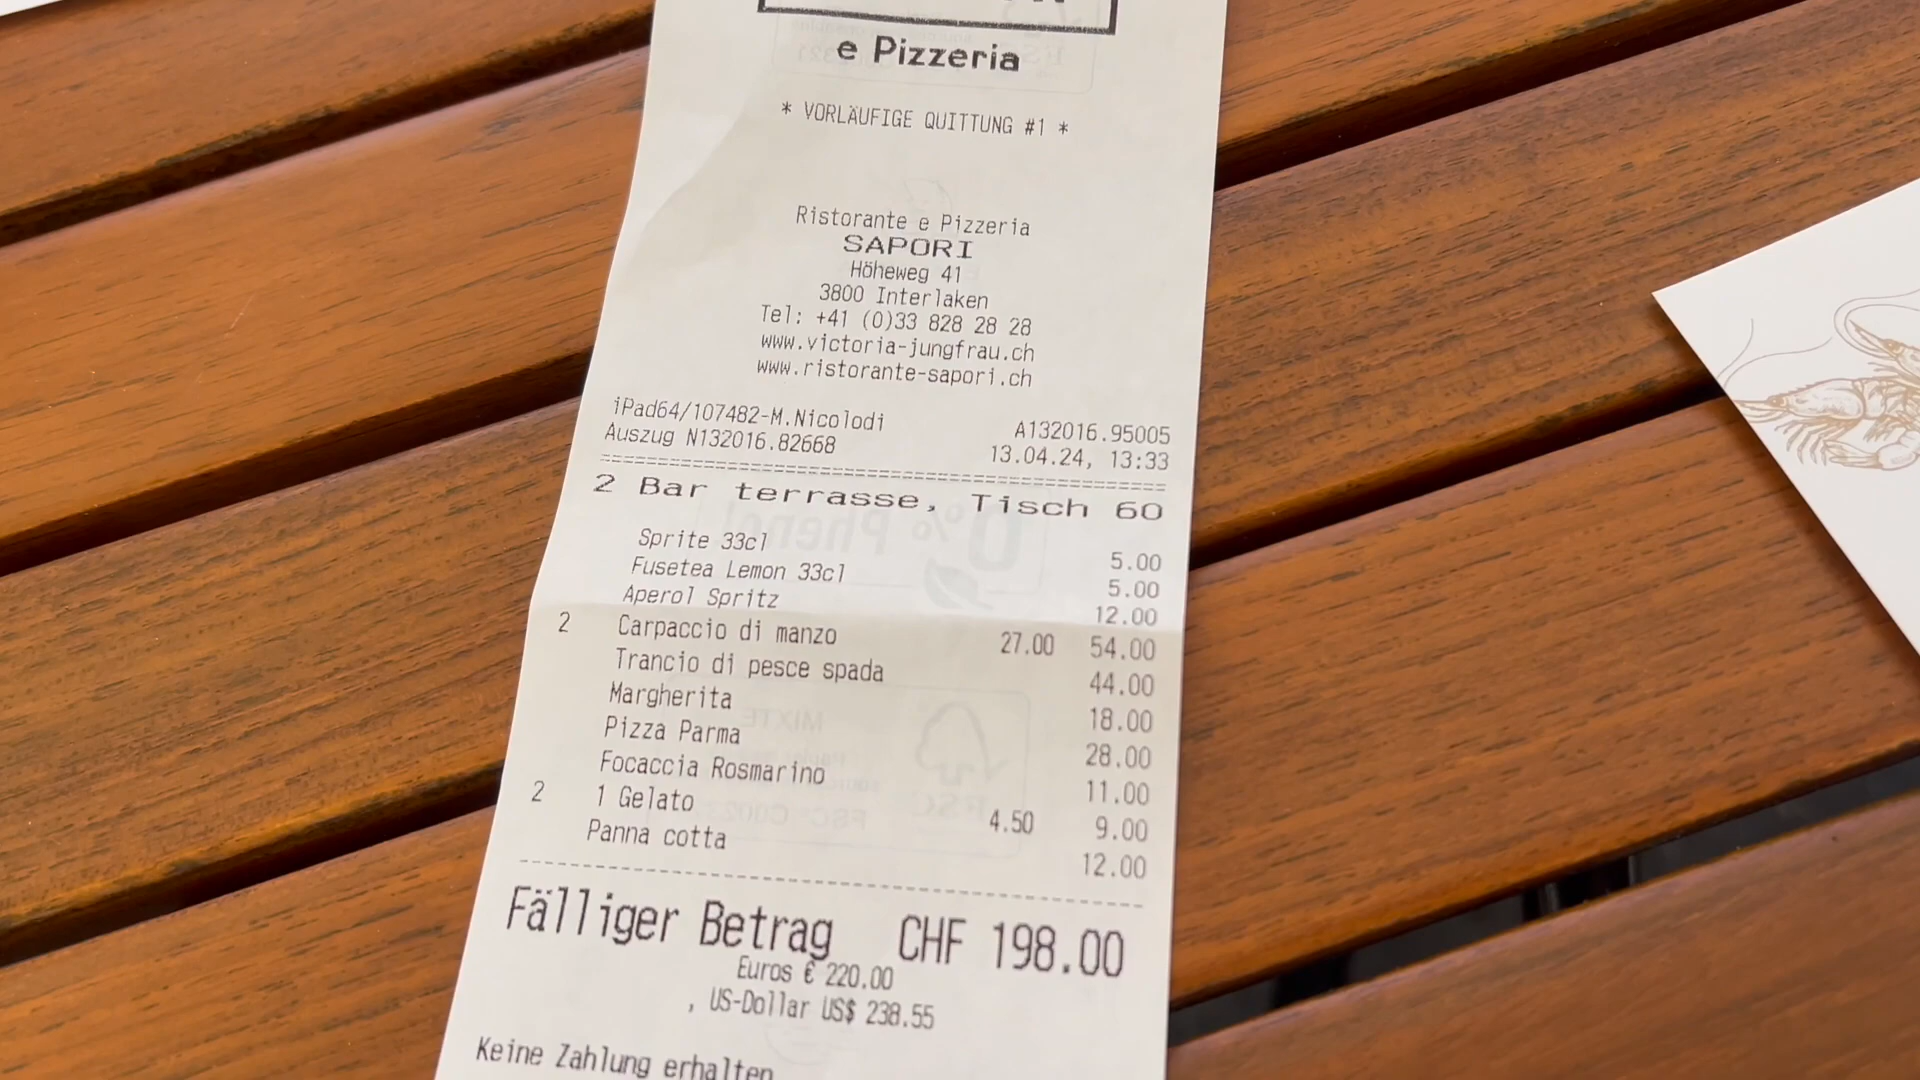 e Pizzeria
* VORLÄUFIGE QUITTUNG #1 *
Ristorante e Pizzeria
SAPORI
Höheweg 41
3800 Interlaken
Tel: +41 (0)33 828 28 28
www.victoria-jungfrau.ch
www.ristorante-sapori.ch
iPad64/107482-M.Nicolodi A132016.95005
Auszug N132016.82668 13.04.24, 13:33
2 Bar terrasse, Tisch 60
Sprite 33cl 5.00
Fusetea Lemon 33cl 5.00
Aperol Spritz 12.00
2 Carpaccio di manzo 27.00 54.00
Trancio di pesce spada 44.00
Margherita 18.00
Pizza Parma 28.00
Focaccia Rosmarino 11.00
2 1 Gelato 4.50 9.00
Panna cotta 12.00
Fälliger Betrag CHF 198.00
Euros € 220.00
, US-Dollar US$ 238.55
Keine Zahlung erhalten